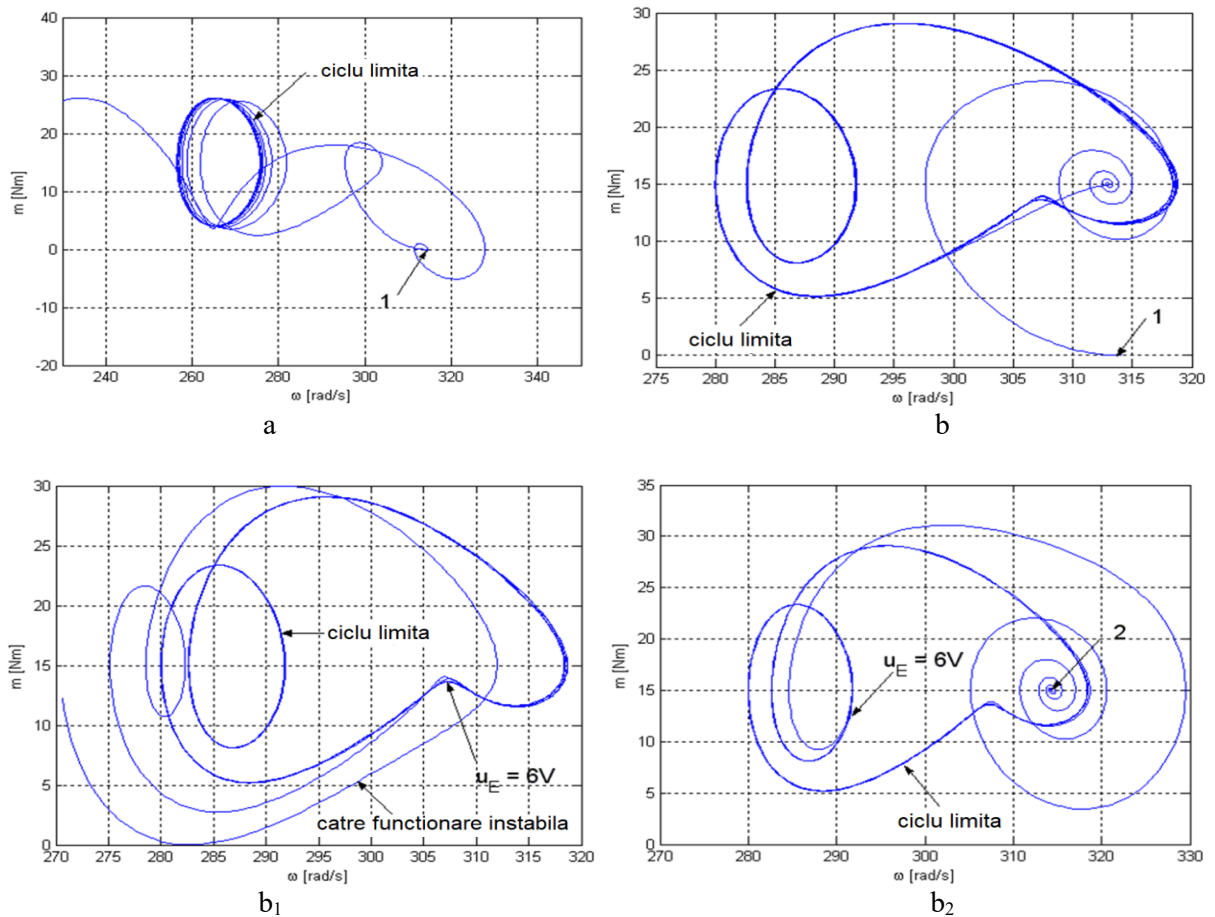 40
30
20
10
0
-10
-20
m [Nm]
ciclu limita
1
240 260 280 300 320 340
ω [rad/s]
a
30
25
20
15
10
5
0
m [Nm]
ciclu limita
1
275 280 285 290 295 300 305 310 315 320
ω [rad/s]
b
30
25
20
15
10
5
0
m [Nm]
ciclu limita
u_E = 6V
catre functionare instabila
270 275 280 285 290 295 300 305 310 315 320
ω [rad/s]
b₁
35
30
25
20
15
10
5
0
m [Nm]
2
u_E = 6V
ciclu limita
270 280 290 300 310 320 330
ω [rad/s]
b₂